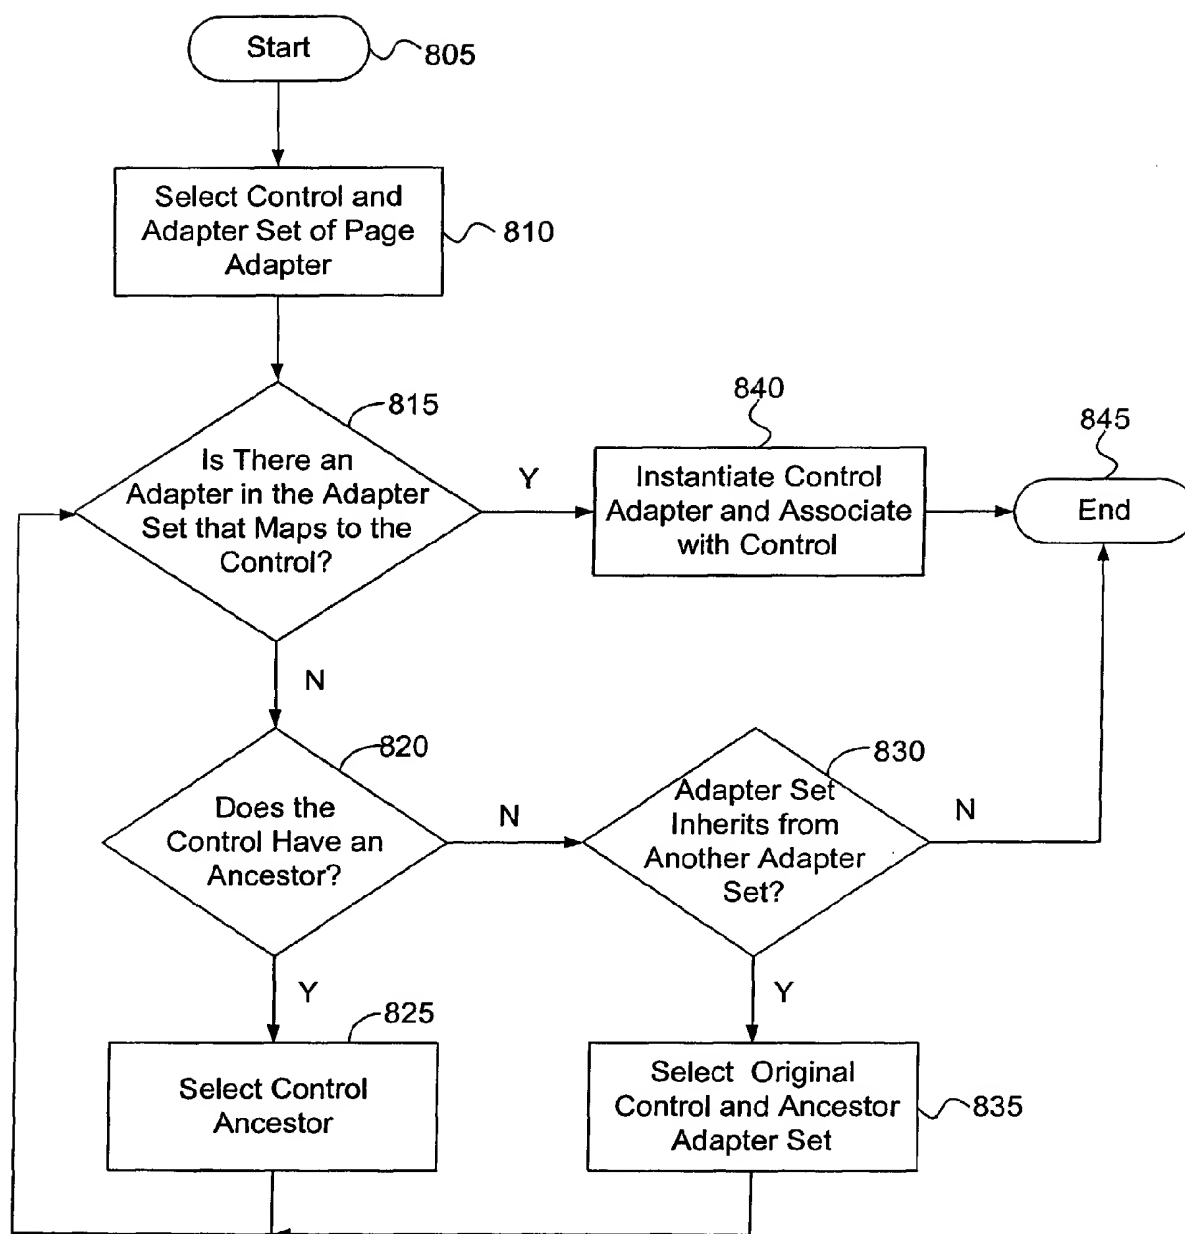 Start
805
Select Control and
Adapter Set of Page
Adapter
810
815
Is There an
Adapter in the Adapter
Set that Maps to the
Control?
Y
840
Instantiate Control
Adapter and Associate
with Control
845
End
N
820
Does the
Control Have an
Ancestor?
N
830
Adapter Set
Inherits from
Another Adapter
Set?
N
Y
825
Select Control
Ancestor
Y
Select Original
Control and Ancestor
Adapter Set
835